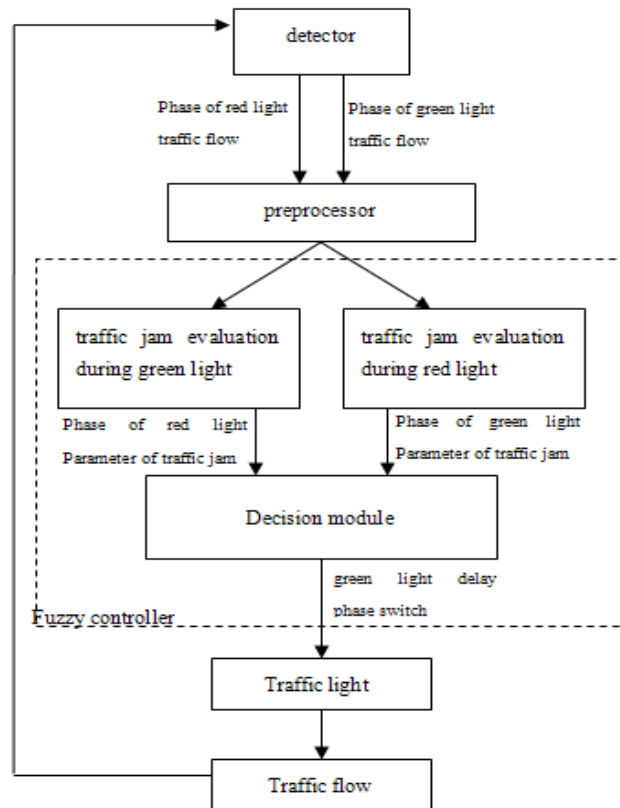 detector
Phase of red light
traffic flow
Phase of green light
traffic flow
preprocessor
traffic jam evaluation
during green light
traffic jam evaluation
during red light
Phase of red light
Parameter of traffic jam
Phase of green light
Parameter of traffic jam
Decision module
green light delay
phase switch
Fuzzy controller
Traffic light
Traffic flow